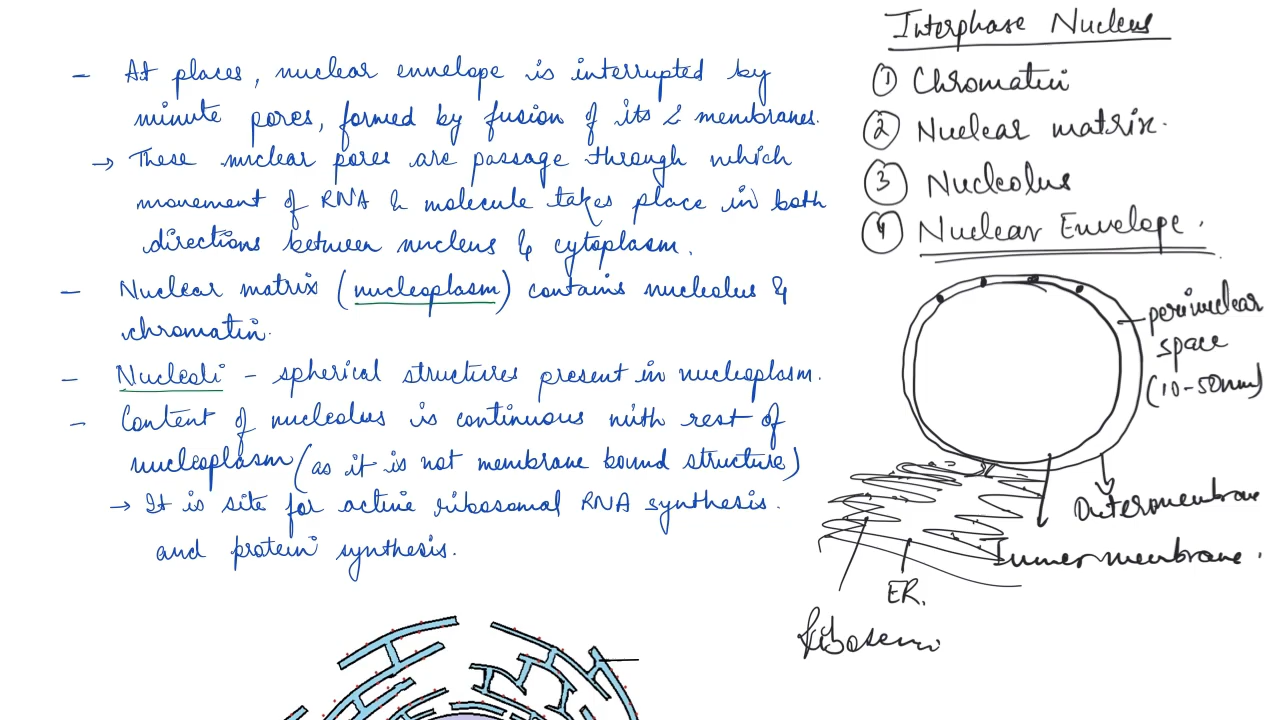 - At places, nuclear envelope is interrupted by
minute pores, formed by fusion of its 2 membranes.
→ These nuclear pores are passage through which
movement of RNA & molecule takes place in both
directions between nucleus & cytoplasm.
- Nuclear matrix (nucleoplasm) contains nucleolus &
chromatin.
- Nucleoli - spherical structures present in nucleoplasm.
- Content of nucleolus is continuous with rest of
nucleoplasm (as it is not membrane bound structure)
→ It is site for active ribosomal RNA synthesis.
and protein synthesis.
Interphase Nucleus
① Chromatin
② Nuclear matrix.
③ Nucleolus
④ Nuclear Envelope.
perinuclear
space
(10-50nm)
Outer membrane
Inner membrane.
ER.